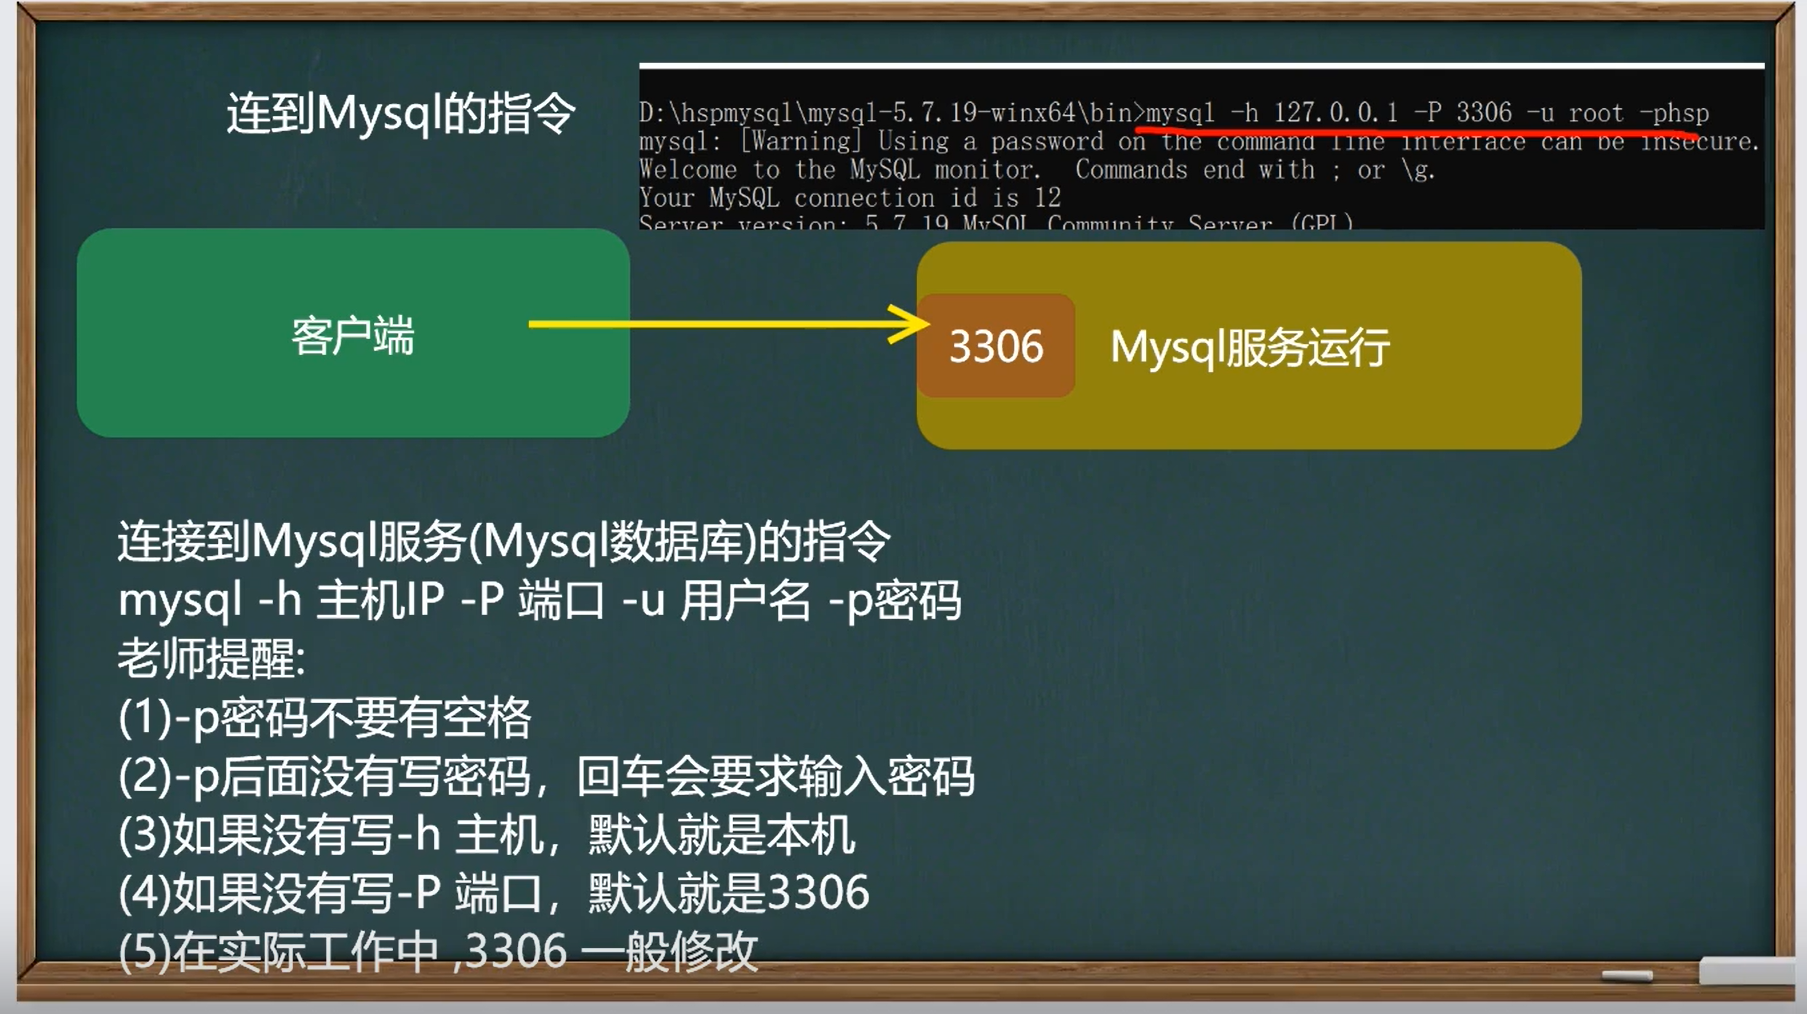 连到Mysql的指令
D:\hspmysql\mysql-5.7.19-winx64\bin>mysql -h 127.0.0.1 -P 3306 -u root -phsp
mysql: [Warning] Using a password on the command line interface can be insecure.
Welcome to the MySQL monitor.  Commands end with ; or \g.
Your MySQL connection id is 12
Server version: 5.7.19 MySQL Community Server (GPL)
客户端
3306
Mysql服务运行
连接到Mysql服务(Mysql数据库)的指令
mysql -h 主机IP -P 端口 -u 用户名 -p密码
老师提醒:
(1)-p密码不要有空格
(2)-p后面没有写密码，回车会要求输入密码
(3)如果没有写-h 主机，默认就是本机
(4)如果没有写-P 端口，默认就是3306
(5)在实际工作中 ,3306 一般修改